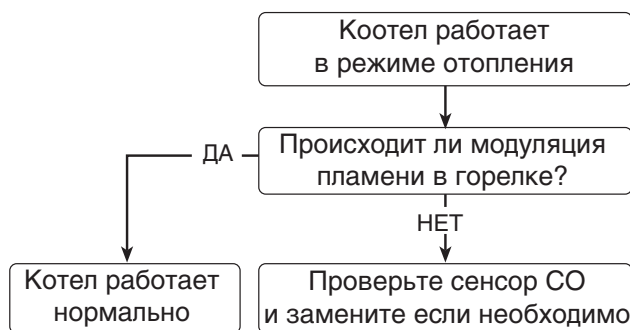 Коотел работает
в режиме отопления
Происходит ли модуляция
пламени в горелке?
ДА
НЕТ
Котел работает
нормально
Проверьте сенсор СО
и замените если необходимо